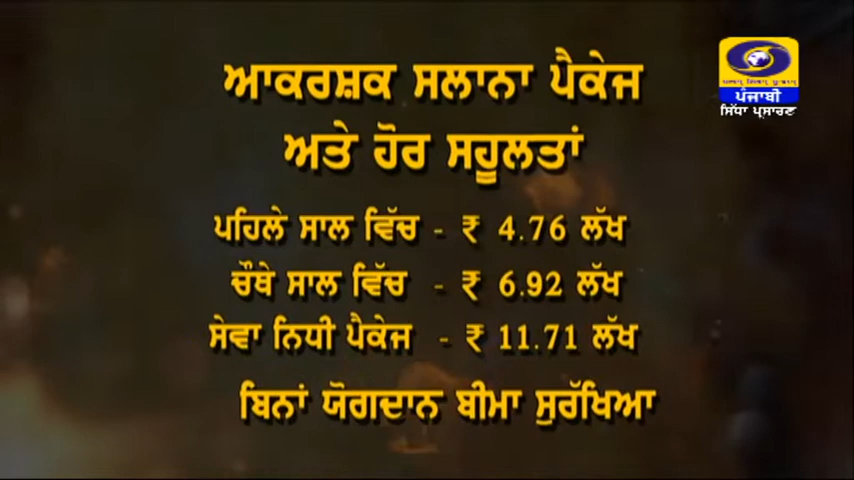 ਆਕਰਸ਼ਕ ਸਲਾਨਾ ਪੈਕੇਜ
ਅਤੇ ਹੋਰ ਸਹੂਲਤਾਂ
ਪਹਿਲੇ ਸਾਲ ਵਿੱਚ - ₹ 4.76 ਲੱਖ
ਚੌਥੇ ਸਾਲ ਵਿੱਚ - ₹ 6.92 ਲੱਖ
ਸੇਵਾ ਨਿਧੀ ਪੈਕੇਜ - ₹ 11.71 ਲੱਖ
ਬਿਨਾਂ ਯੋਗਦਾਨ ਬੀਮਾ ਸੁਰੱਖਿਆ
ਪੰਜਾਬੀ
ਸਿੱਧਾ ਪ੍ਰਸਾਰਣ